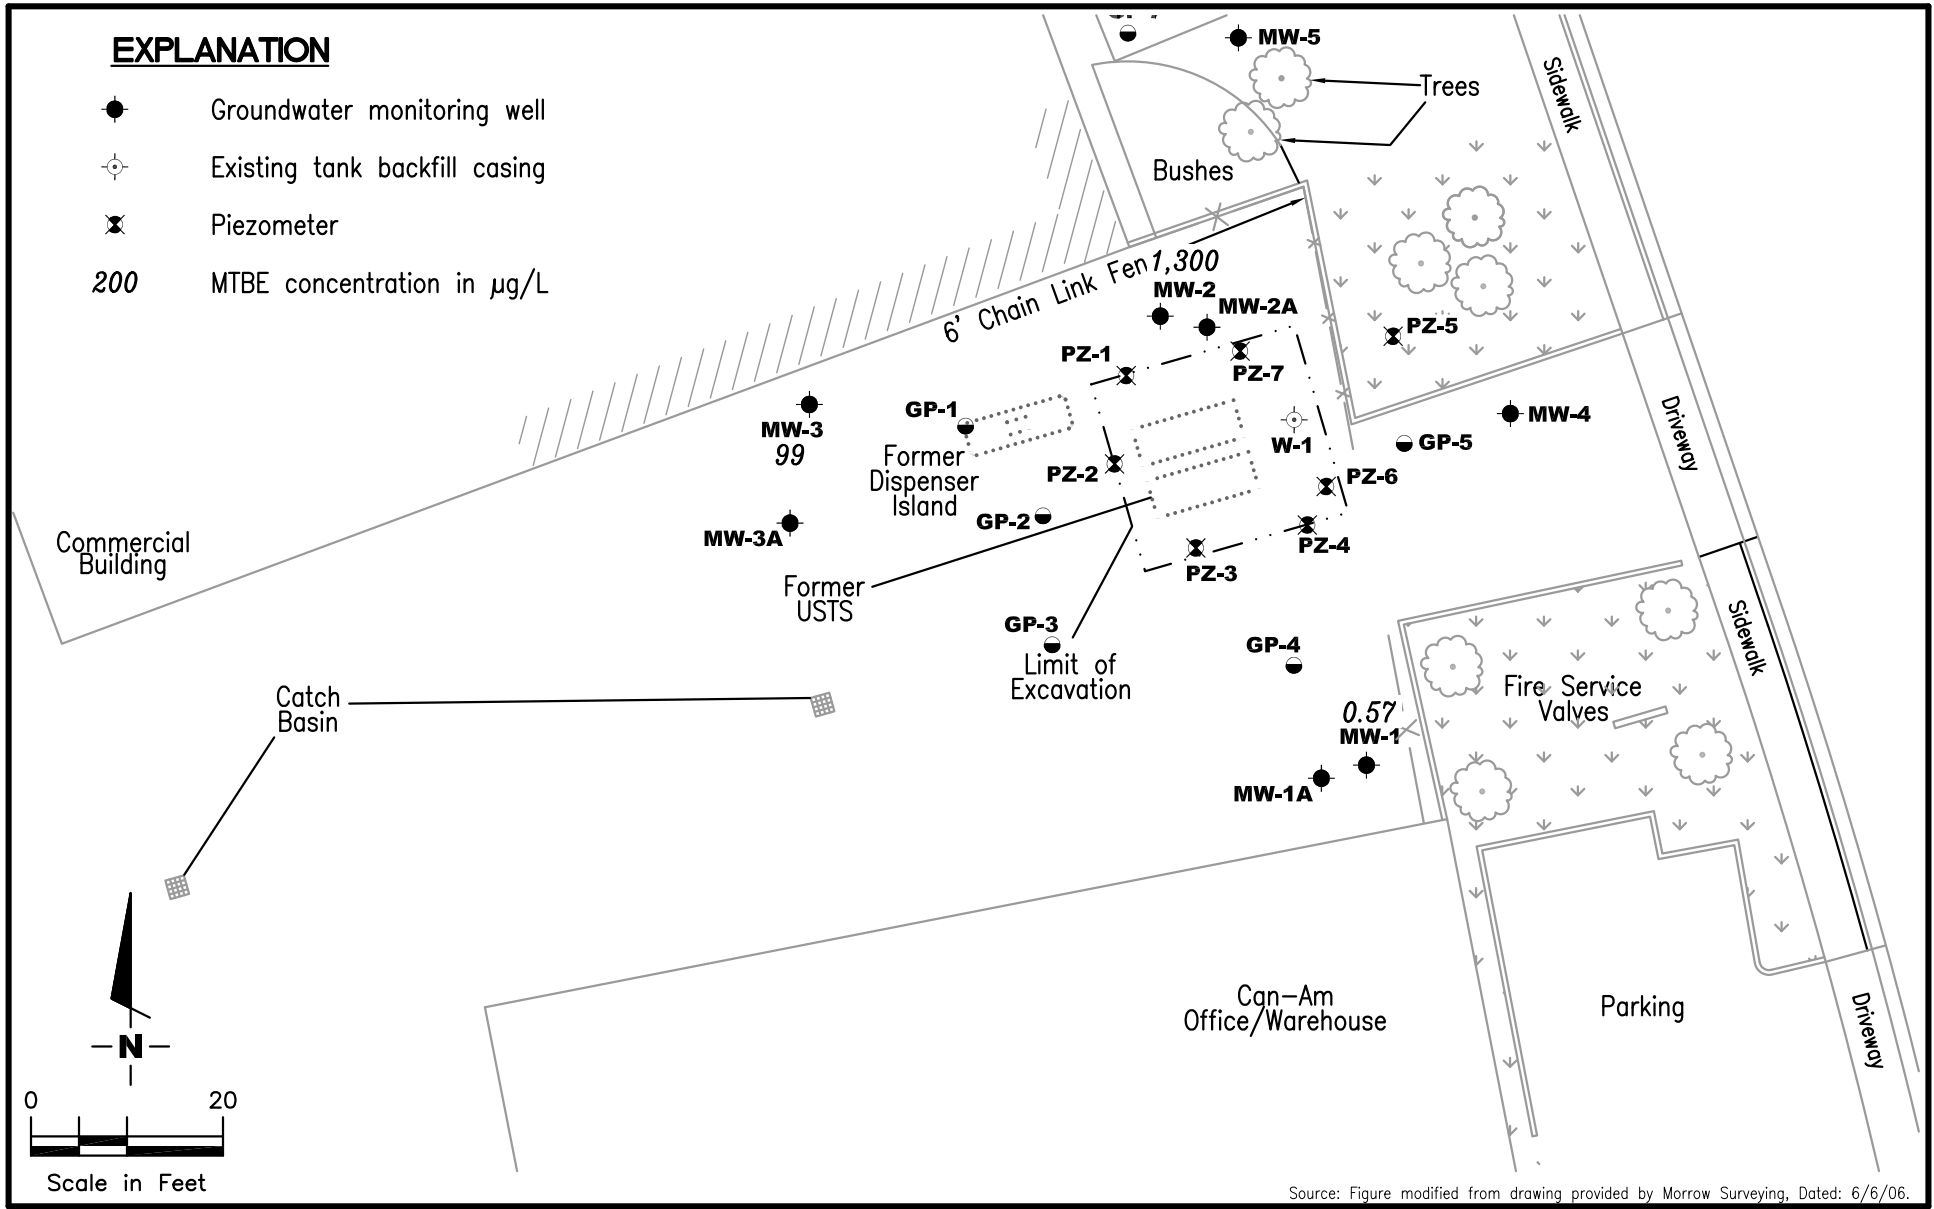 EXPLANATION
Groundwater monitoring well
Existing tank backfill casing
Piezometer
200 MTBE concentration in µg/L
MW-5
Trees
Sidewalk
Bushes
6' Chain Link Fen
1,300
MW-2
MW-2A
PZ-5
PZ-1
PZ-7
GP-1
MW-3
99
MW-4
Driveway
W-1
GP-5
Former
Dispenser
Island
PZ-2
PZ-6
GP-2
MW-3A
PZ-4
PZ-3
Commercial
Building
Former
USTS
GP-3
Limit of
Excavation
GP-4
Sidewalk
Fire Service
Valves
Catch
Basin
0.57
MW-1
MW-1A
Can-Am
Office/Warehouse
Parking
Driveway
N
0 20
Scale in Feet
Source: Figure modified from drawing provided by Morrow Surveying, Dated: 6/6/06.